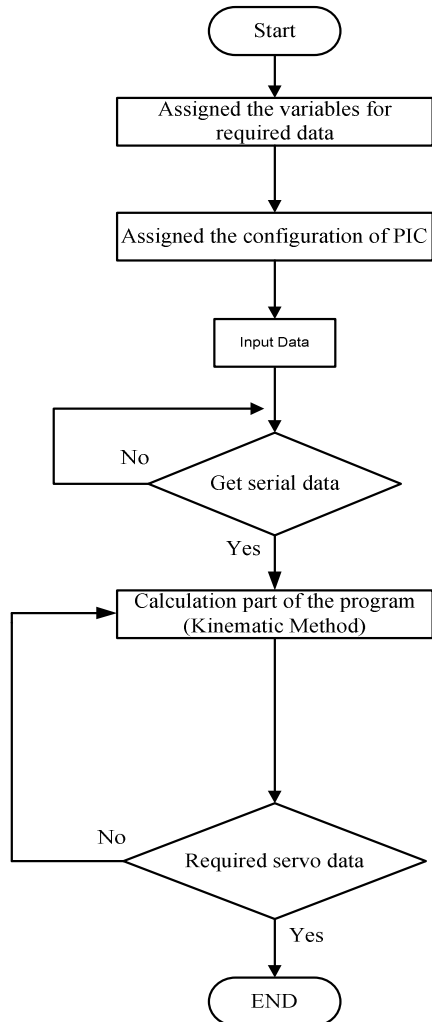 Start
Assigned the variables for
required data
Assigned the configuration of PIC
Input Data
No
Get serial data
Yes
Calculation part of the program
(Kinematic Method)
No
Required servo data
Yes
END